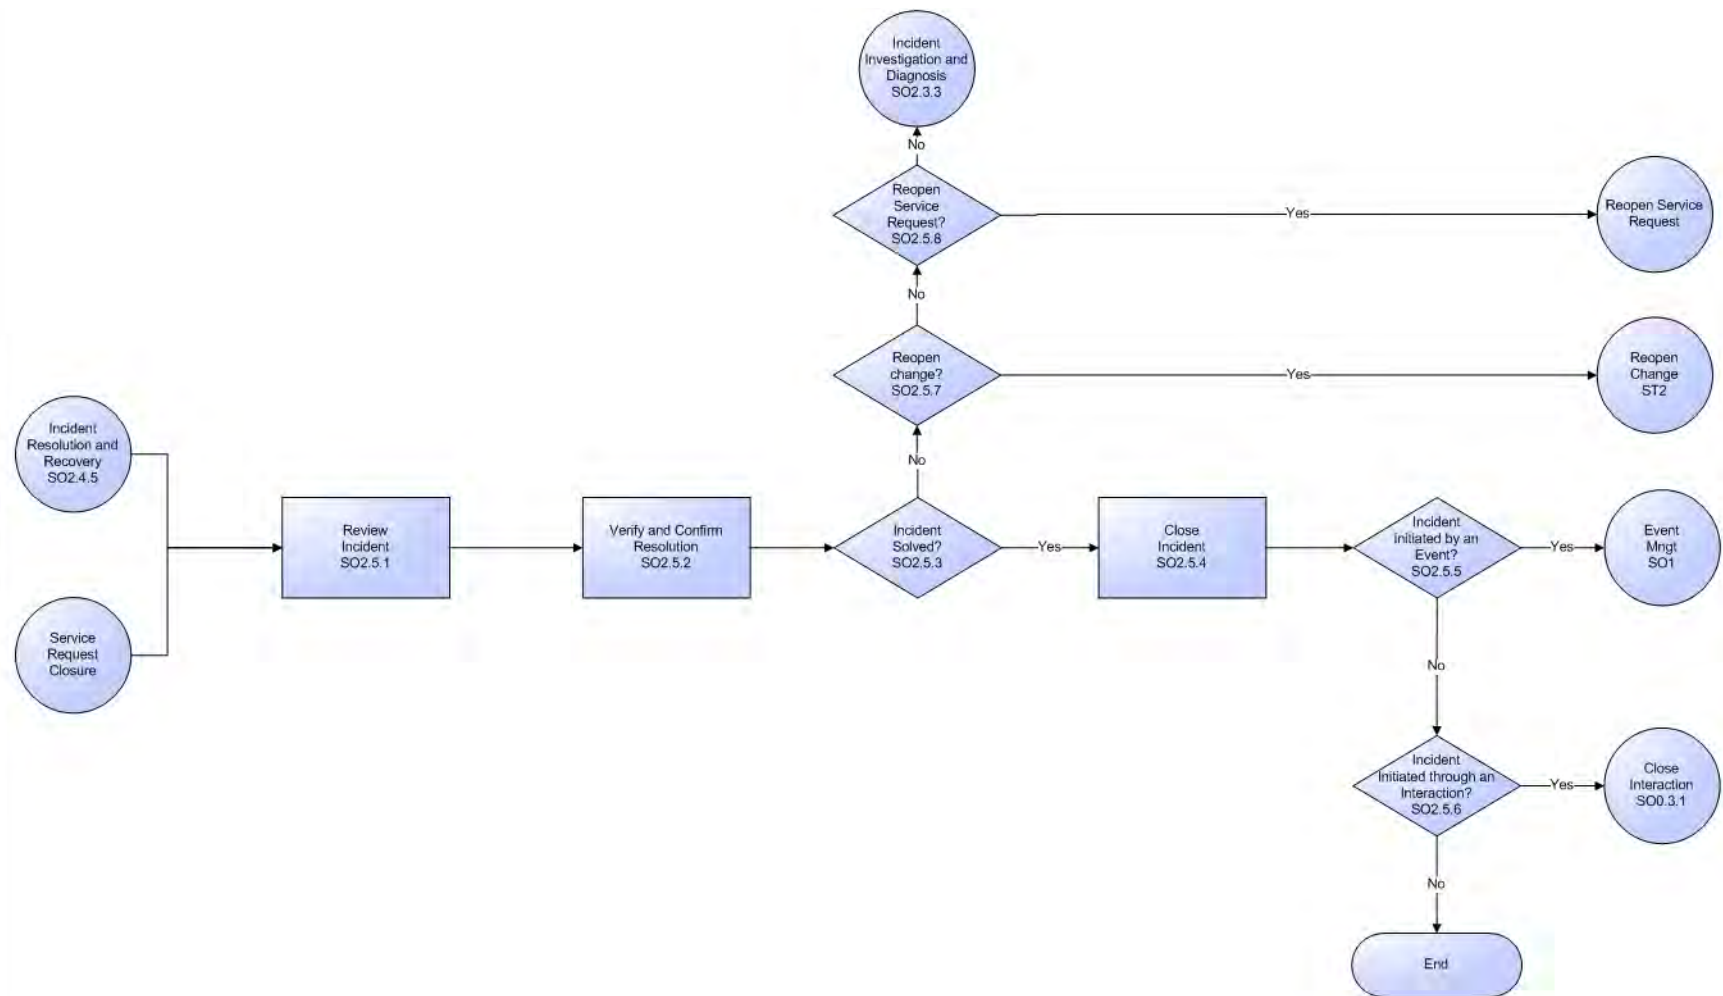 Incident
Investigation and
Diagnosis
SO2.3.3
No
Reopen
Service
Request?
SO2.5.8
Yes
Reopen Service
Request
No
Reopen
change?
SO2.5.7
Yes
Reopen
Change
ST2
No
Incident
Resolution and
Recovery
SO2.4.5
Service
Request
Closure
Review
Incident
SO2.5.1
Verify and Confirm
Resolution
SO2.5.2
Incident
Solved?
SO2.5.3
Yes
Close
Incident
SO2.5.4
Incident
initiated by an
Event?
SO2.5.5
Yes
Event
Mngt
SO1
No
Incident
Initiated through an
Interaction?
SO2.5.6
Yes
Close
Interaction
SO0.3.1
No
End